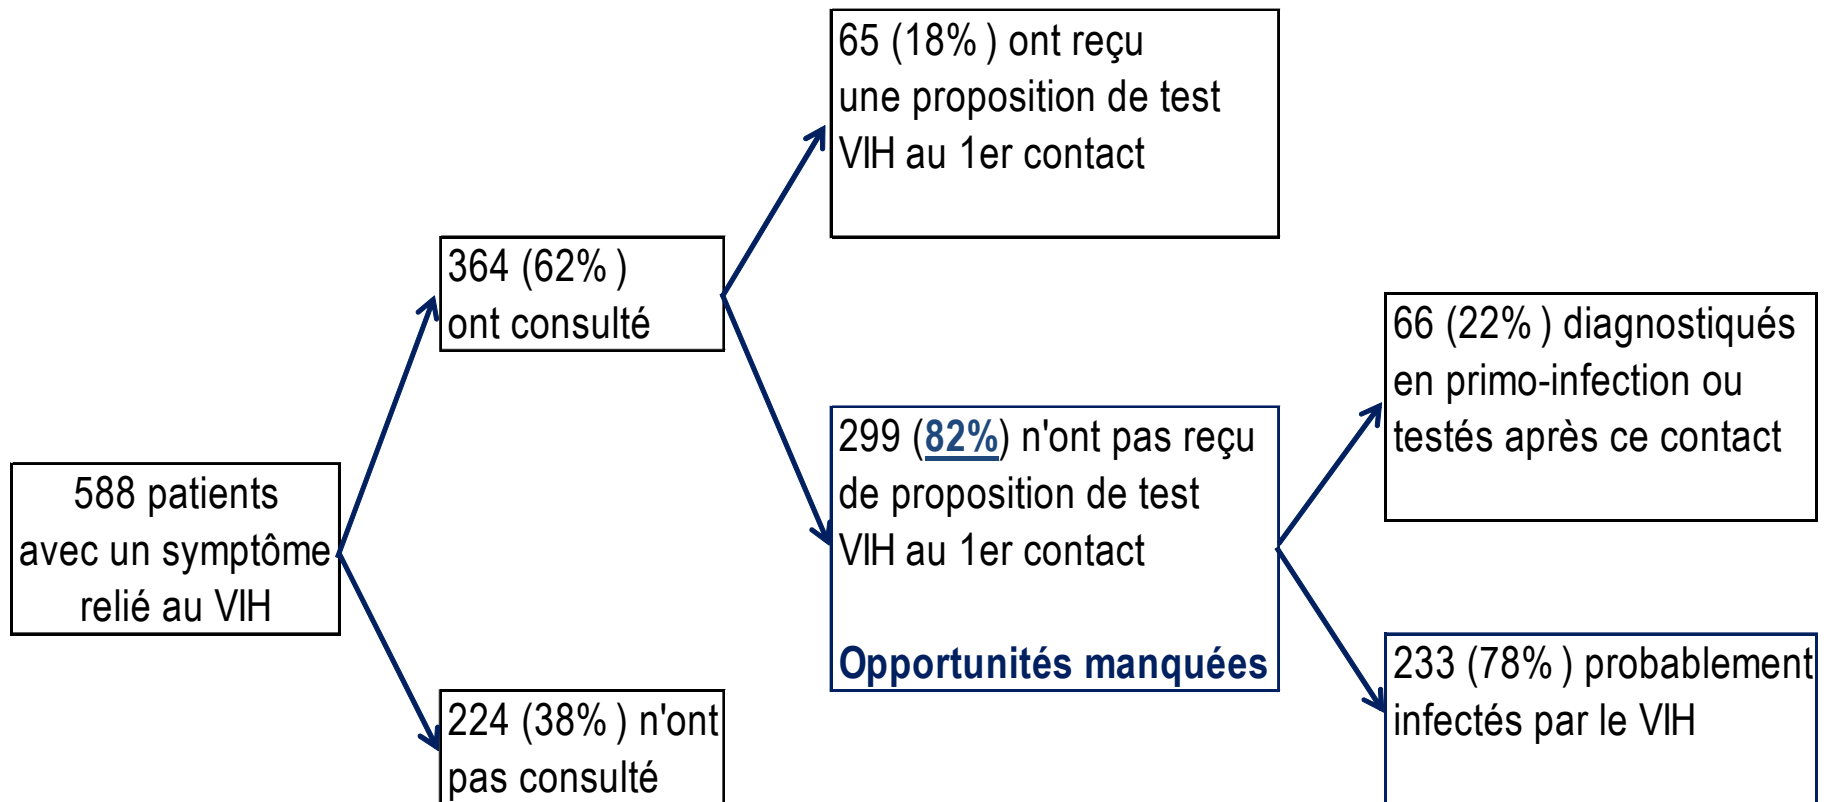 65 (18% ) ont reçu
une proposition de test
VIH au 1er contact
364 (62% )
ont consulté
66 (22% ) diagnostiqués
en primo-infection ou
testés après ce contact
299 (82%) n'ont pas reçu
de proposition de test
VIH au 1er contact
Opportunités manquées
588 patients
avec un symptôme
relié au VIH
233 (78% ) probablement
infectés par le VIH
224 (38% ) n'ont
pas consulté